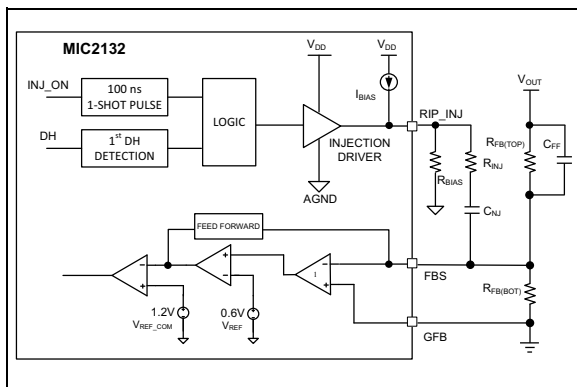 MIC2132
V_DD
V_DD
INJ_ON
100 ns
1-SHOT PULSE
LOGIC
I_BIAS
RIP_INJ
V_OUT
DH
1st DH
DETECTION
INJECTION
DRIVER
R_BIAS
R_INJ
R_FB(TOP)
C_FF
AGND
C_NJ
FEED FORWARD
1
FBS
R_FB(BOT)
1.2V
V_REF_COM
0.6V
V_REF
GFB
- + - + + - - +